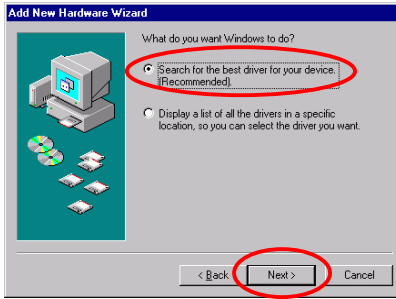 Add New Hardware Wizard
What do you want Windows to do?
Search for the best driver for your device.
(Recommended).
Display a list of all the drivers in a specific
location, so you can select the driver you want.
< Back
Next >
Cancel